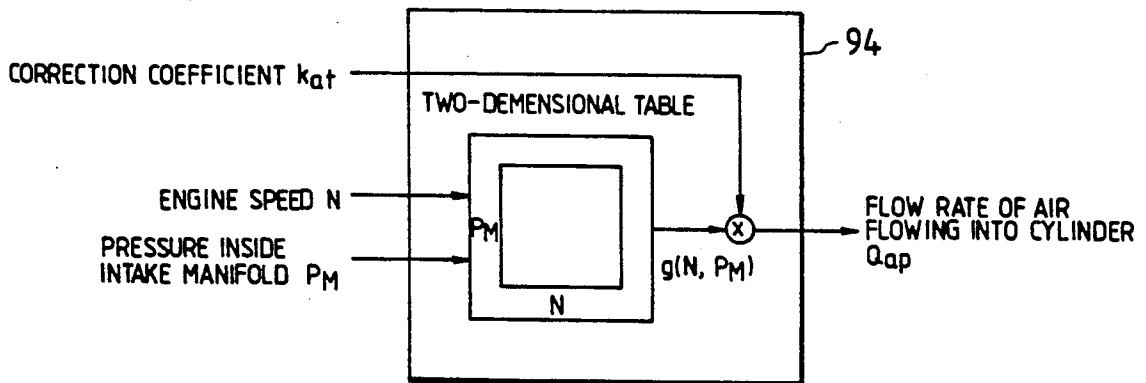 94
CORRECTION COEFFICIENT kat
TWO-DEMENSIONAL TABLE
ENGINE SPEED N
PM
PRESSURE INSIDE
INTAKE MANIFOLD PM
N
g(N, PM)
X
FLOW RATE OF AIR
FLOWING INTO CYLINDER
Qap